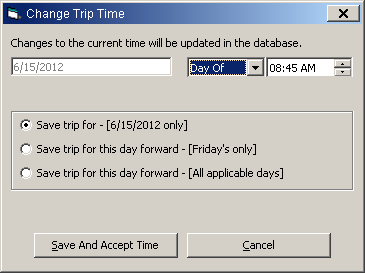 Change Trip Time
Changes to the current time will be updated in the database.
6/15/2012 Day Of 08:45 AM
Save trip for - [6/15/2012 only]
Save trip for this day forward - [Friday's only]
Save trip for this day forward - [All applicable days]
Save And Accept Time Cancel